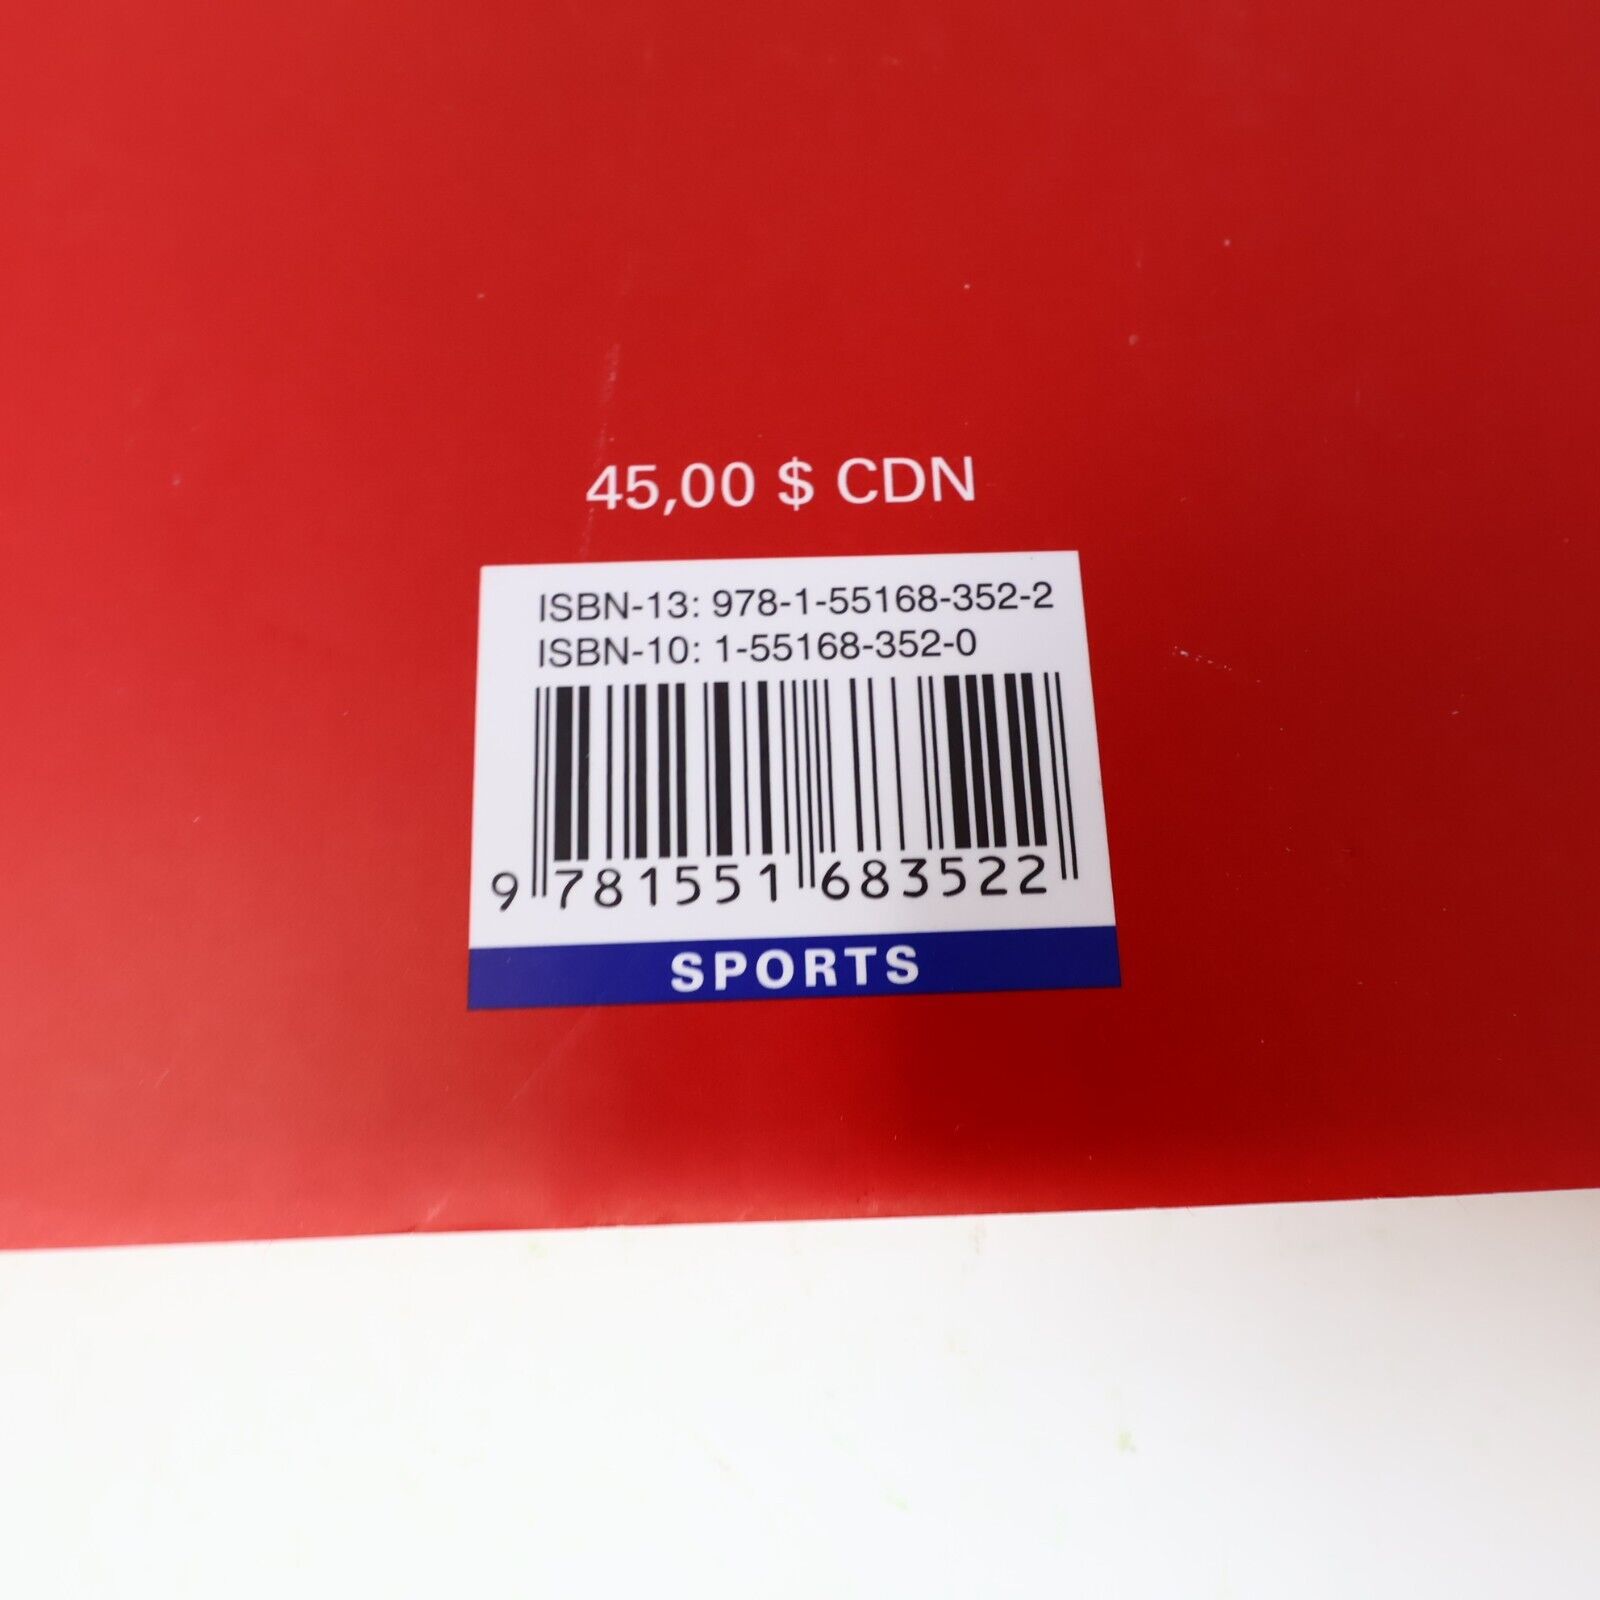 45,00 $ CDN
ISBN-13: 978-1-55168-352-2
ISBN-10: 1-55168-352-0
9 781551 683522
SPORTS